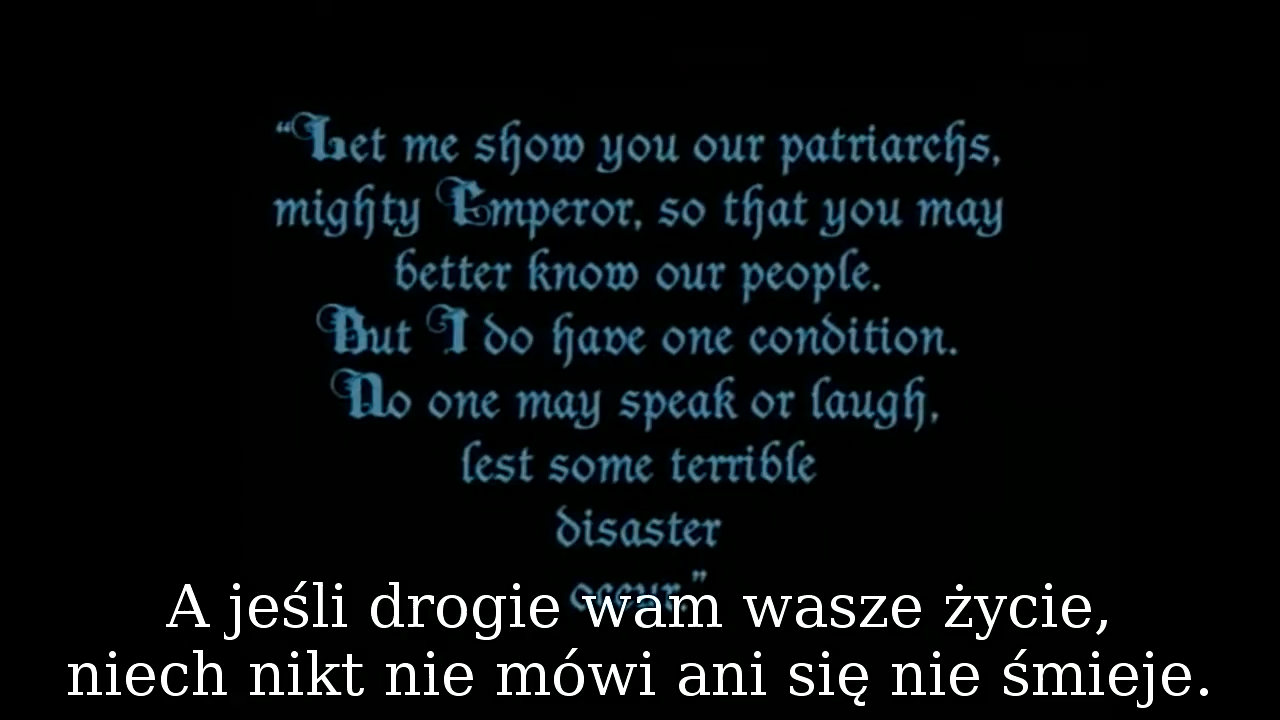 “Let me show you our patriarchs,
mighty Emperor, so that you may
better know our people.
But I do have one condition.
No one may speak or laugh,
lest some terrible
disaster
occur.”
A jeśli drogie wam wasze życie,
niech nikt nie mówi ani się nie śmieje.